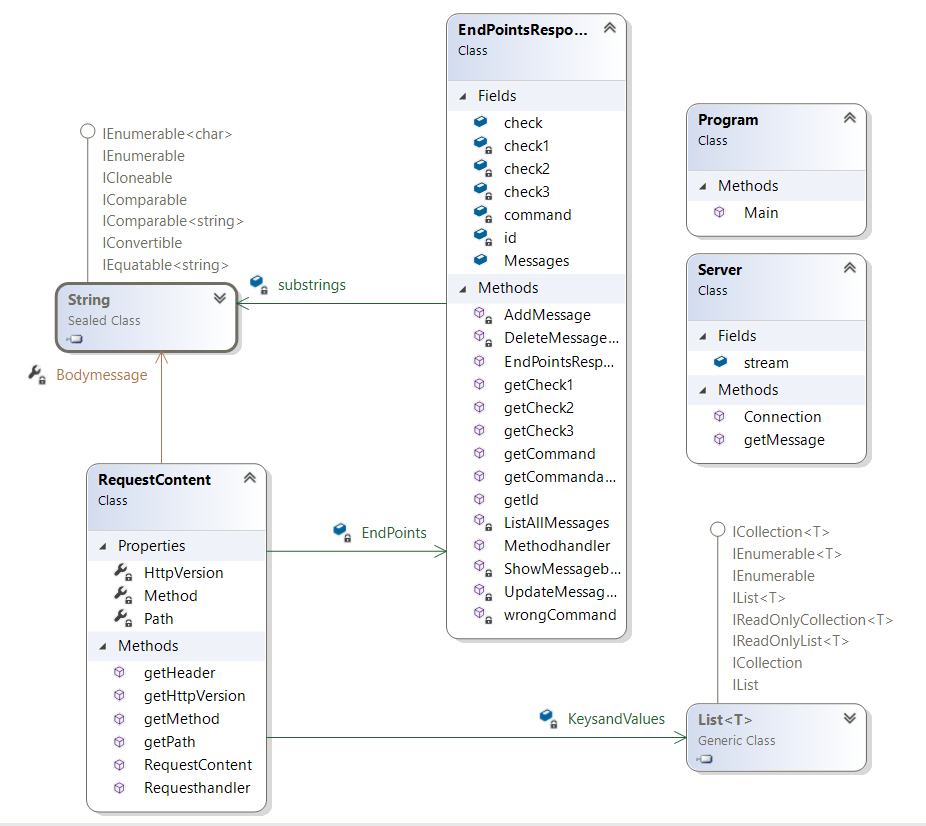 EndPointsRespo...
Class
Fields
check
check1
check2
check3
command
id
Messages
Methods
AddMessage
DeleteMessage...
EndPointsResp...
getCheck1
getCheck2
getCheck3
getCommand
getCommanda...
getId
ListAllMessages
Methodhandler
ShowMessageb...
UpdateMessag...
wrongCommand
Program
Class
Methods
Main
Server
Class
Fields
stream
Methods
Connection
getMessage
IEnumerable<char>
IEnumerable
ICloneable
IComparable
IComparable<string>
IConvertible
IEquatable<string>
String
Sealed Class
substrings
Bodymessage
RequestContent
Class
Properties
HttpVersion
Method
Path
Methods
getHeader
getHttpVersion
getMethod
getPath
RequestContent
Requesthandler
EndPoints
KeysandValues
ICollection<T>
IEnumerable<T>
IEnumerable
IList<T>
IReadOnlyCollection<T>
IReadOnlyList<T>
ICollection
IList
List<T>
Generic Class